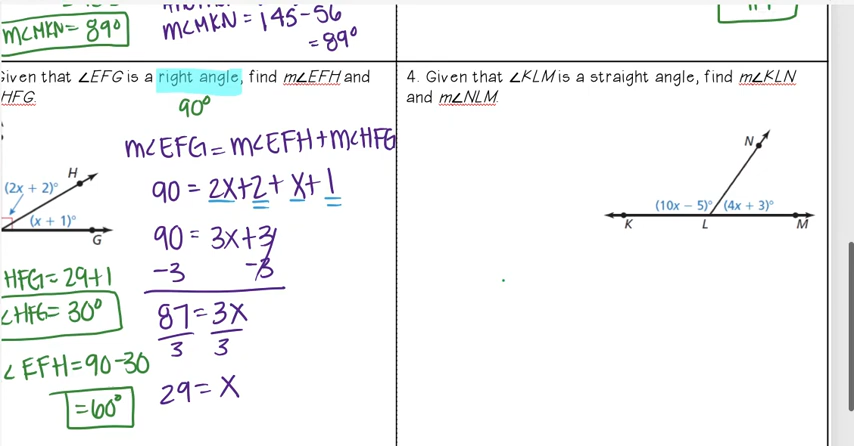 m∠MKN = 89°
m∠MKN = 145-56
= 89°
Given that ∠EFG is a right angle, find m∠EFH and
HFG.
90°
m∠EFG = m∠EFH + m∠HFG
90 = 2x+2 + x+1
90 = 3x+3
-3 -3
87 = 3x
3 3
29 = x
H
(2x + 2)°
(x + 1)°
G
HFG = 29+1
∠HFG = 30°
∠EFH = 90-30
= 60°
4. Given that ∠KLM is a straight angle, find m∠KLN
and m∠NLM.
N
(10x − 5)° (4x + 3)°
K L M